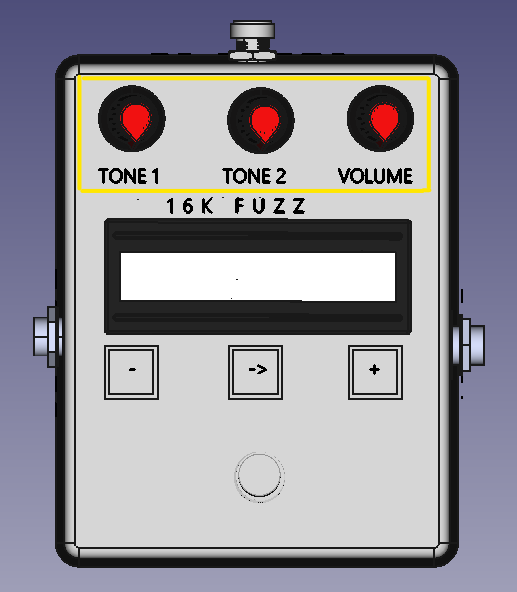 TONE 1 TONE 2 VOLUME
16K FUZZ
- -> +